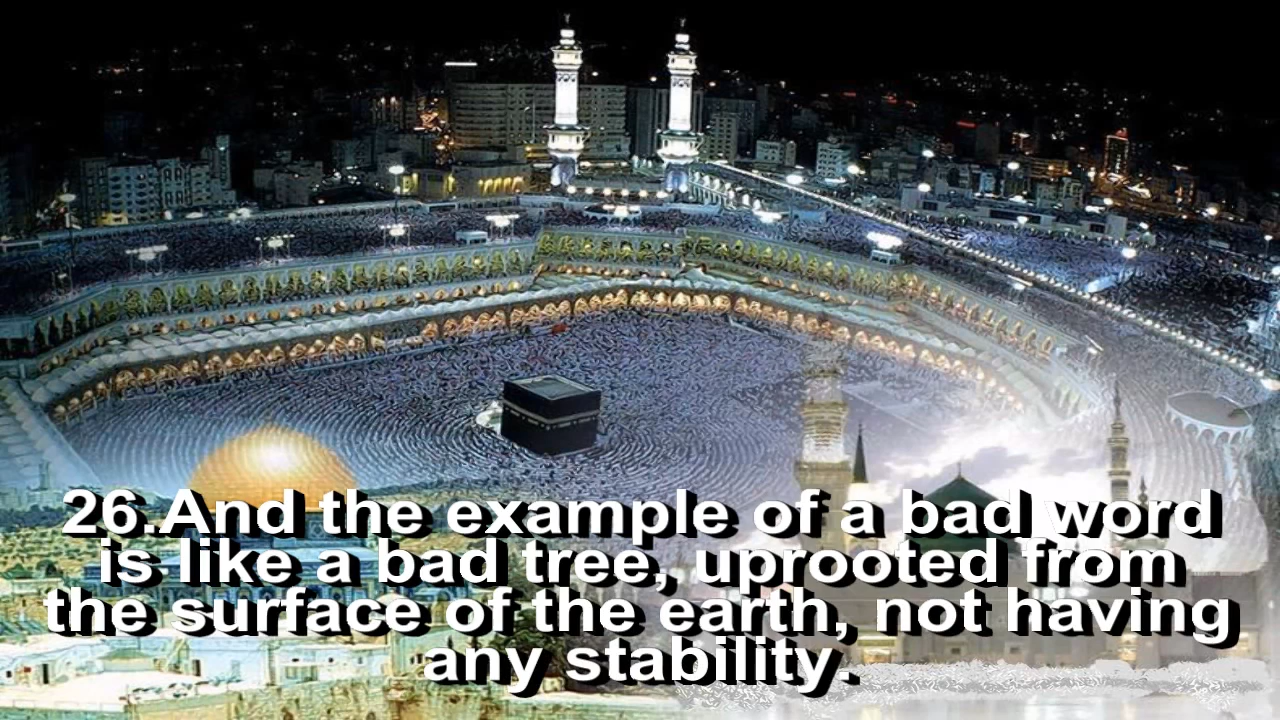 26.And the example of a bad word
is like a bad tree, uprooted from
the surface of the earth, not having
any stability.